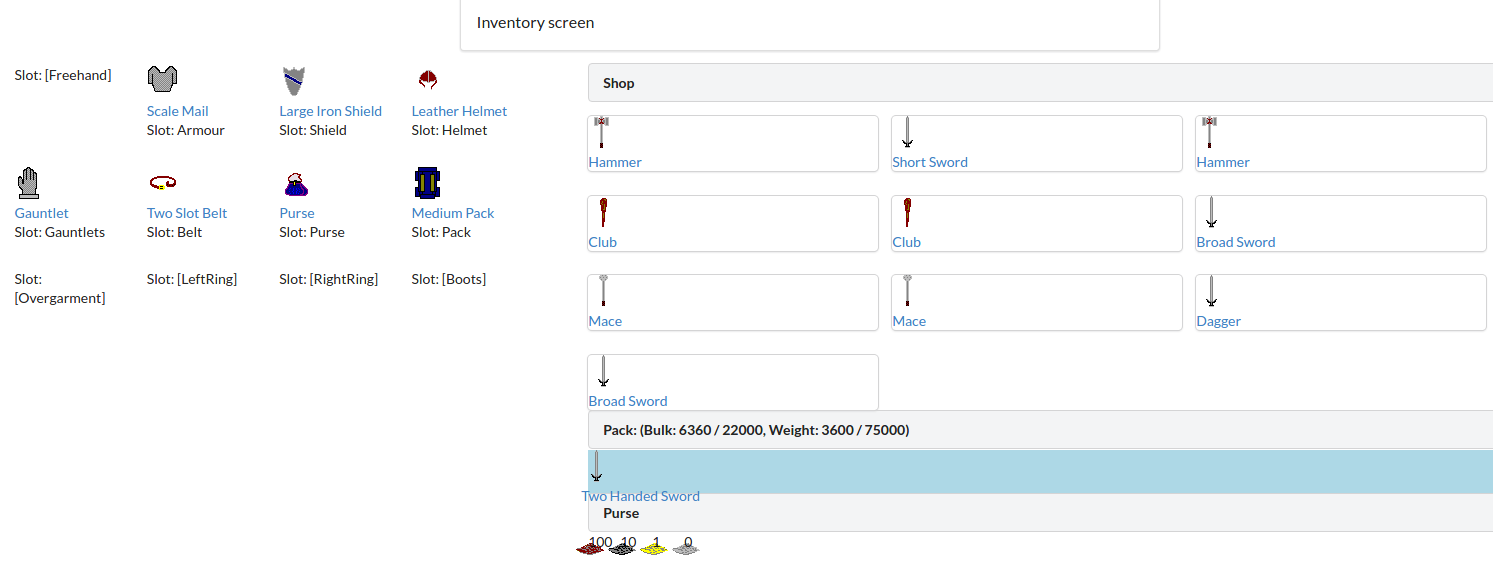 Inventory screen
Slot: [Freehand]
Scale Mail
Slot: Armour
Large Iron Shield
Slot: Shield
Leather Helmet
Slot: Helmet
Gauntlet
Slot: Gauntlets
Two Slot Belt
Slot: Belt
Purse
Slot: Purse
Medium Pack
Slot: Pack
Slot:
[Overgarment]
Slot: [LeftRing]
Slot: [RightRing]
Slot: [Boots]
Shop
Hammer
Short Sword
Hammer
Club
Club
Broad Sword
Mace
Mace
Dagger
Broad Sword
Pack: (Bulk: 6360 / 22000, Weight: 3600 / 75000)
Two Handed Sword
Purse
100 10 1 0